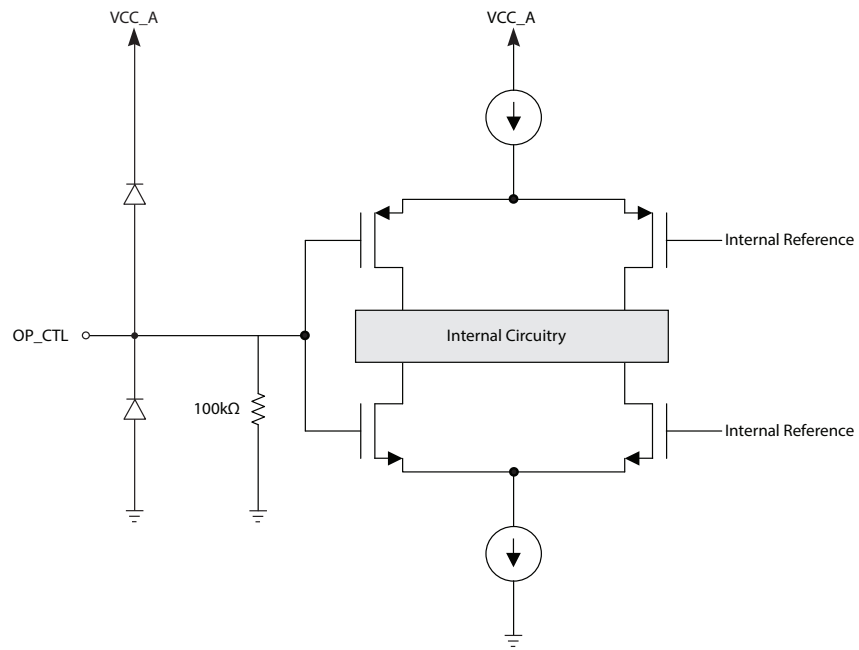 VCC_A
VCC_A
Internal Reference
OP_CTL
Internal Circuitry
100kΩ
Internal Reference